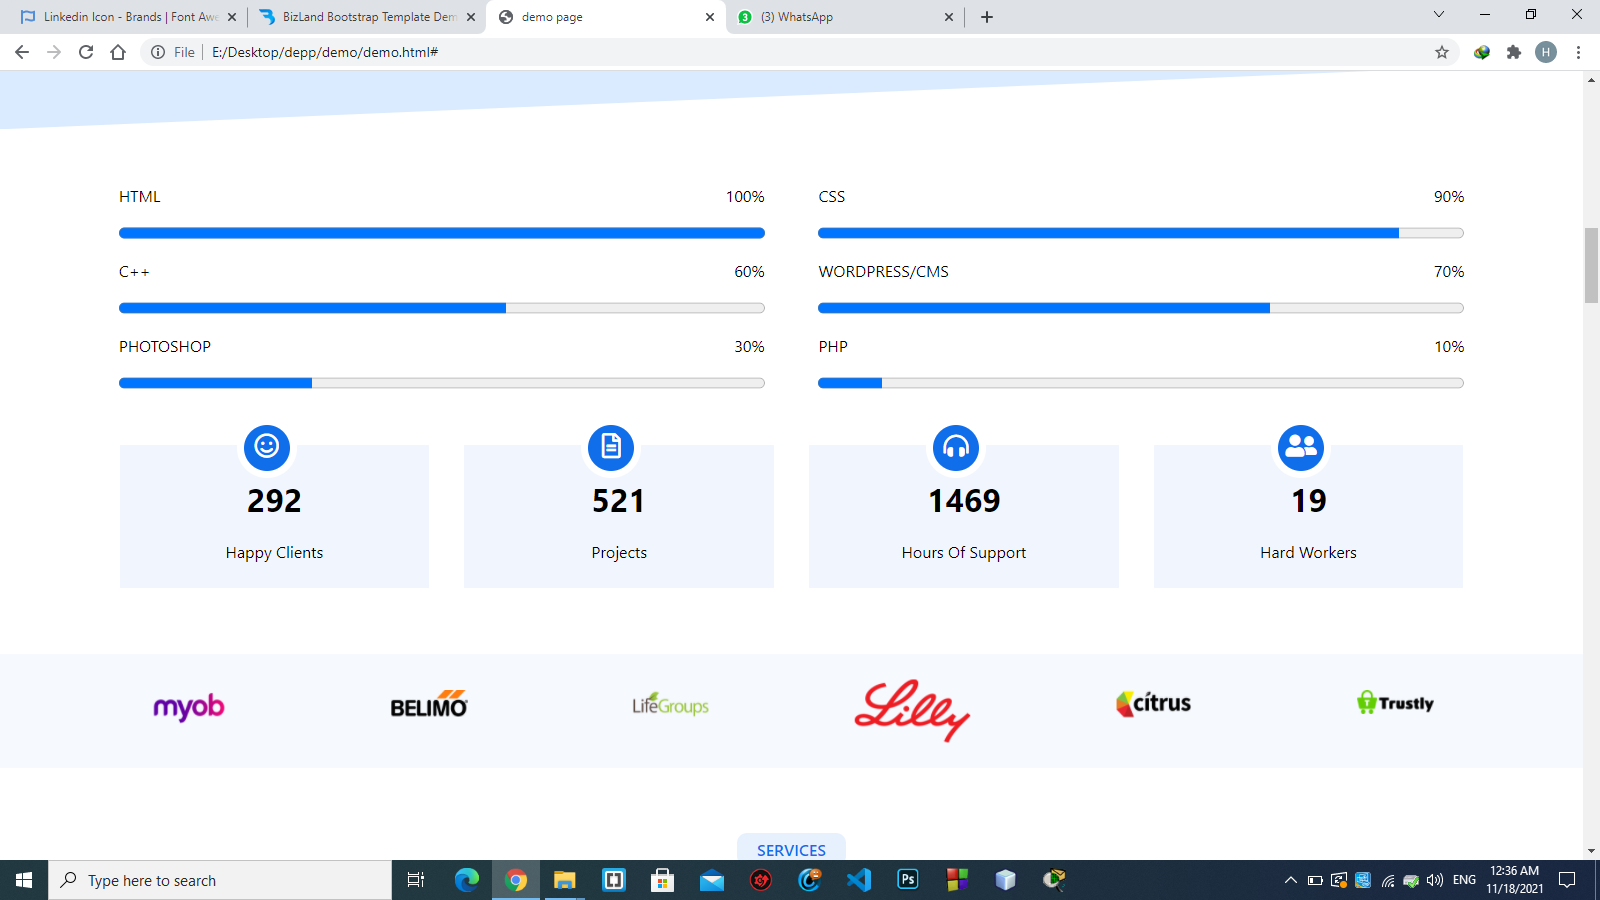 Linkedin Icon - Brands | Font Awe
BizLand Bootstrap Template Dem
demo page
(3) WhatsApp
File
E:/Desktop/depp/demo/demo.html#
H
HTML 100%
CSS 90%
C++ 60%
WORDPRESS/CMS 70%
PHOTOSHOP 30%
PHP 10%
292
Happy Clients
521
Projects
1469
Hours Of Support
19
Hard Workers
myob
BELIMO
LifeGroups
Lilly
cítrus
Trustly
SERVICES
Type here to search
Ps
ENG
12:36 AM
11/18/2021